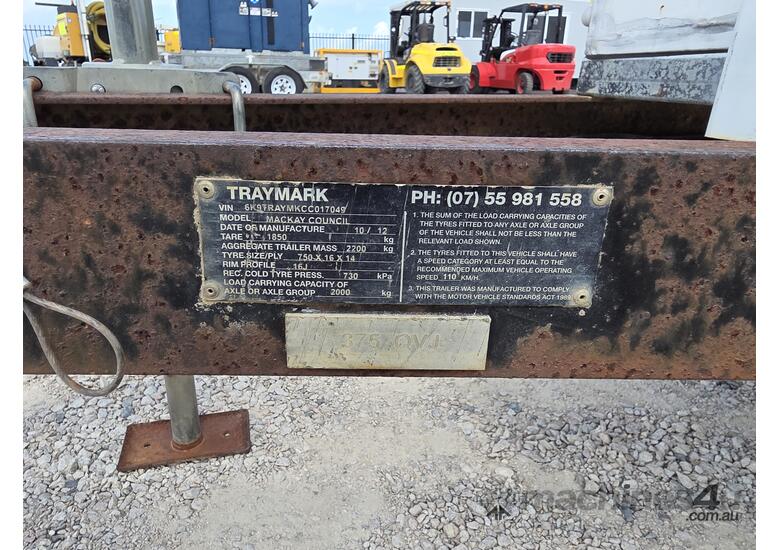 TRAYMARK
VIN 6K9TRAYMKCC017049
MODEL MACKAY COUNCIL
DATE OF MANUFACTURE 10/12
TARE 1850 kg
AGGREGATE TRAILER MASS 2200 kg
TYRE SIZE/PLY 750 X 16 X 14
RIM PROFILE 16J
REC. COLD TYRE PRESS. 730 kPa
LOAD CARRYING CAPACITY OF
AXLE OR AXLE GROUP 2000 kg
PH: (07) 55 981 558
1. THE SUM OF THE LOAD CARRYING CAPACITIES OF
THE TYRES FITTED TO ANY AXLE OR AXLE GROUP
OF THE VEHICLE SHALL NOT BE LESS THAN THE
RELEVANT LOAD SHOWN.
2. THE TYRES FITTED TO THIS VEHICLE SHALL HAVE
A SPEED CATEGORY AT LEAST EQUAL TO THE
RECOMMENDED MAXIMUM VEHICLE OPERATING
SPEED 110 KM/H.
3. THIS TRAILER WAS MANUFACTURED TO COMPLY
WITH THE MOTOR VEHICLE STANDARDS ACT 1989
machines4u
.com.au